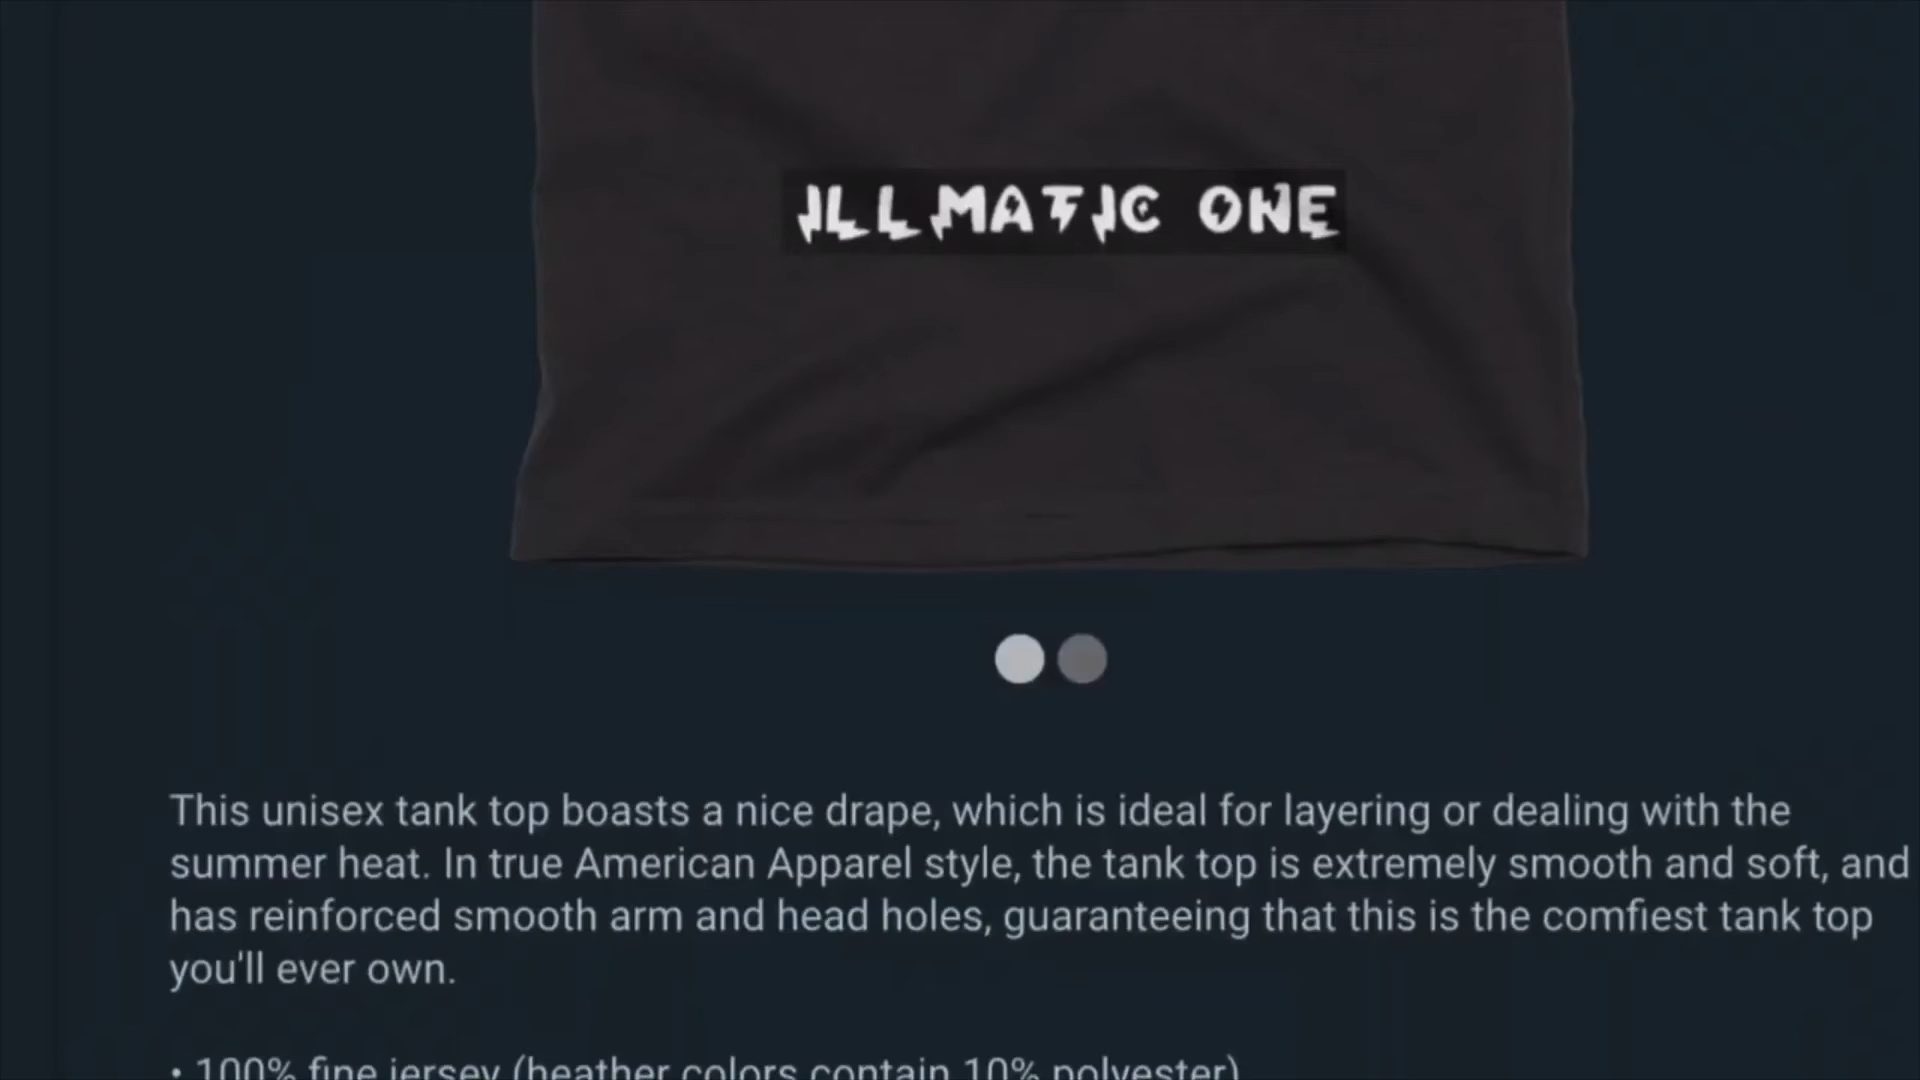 ILLMATIC ONE
This unisex tank top boasts a nice drape, which is ideal for layering or dealing with the
summer heat. In true American Apparel style, the tank top is extremely smooth and soft, and
has reinforced smooth arm and head holes, guaranteeing that this is the comfiest tank top
you'll ever own.
• 100% fine jersey (heather colors contain 10% polyester)